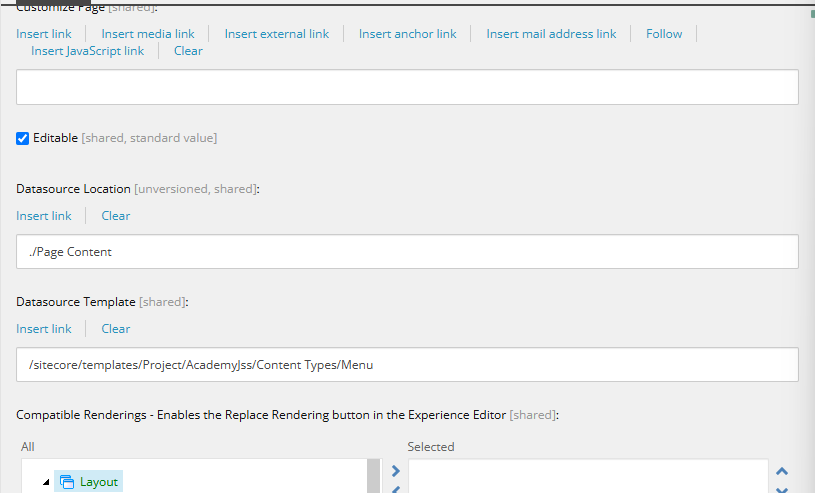 Customize Page [shared]:
Insert link Insert media link Insert external link Insert anchor link Insert mail address link Follow
Insert JavaScript link Clear
Editable [shared, standard value]
Datasource Location [unversioned, shared]:
Insert link Clear
./Page Content
Datasource Template [shared]:
Insert link Clear
/sitecore/templates/Project/AcademyJss/Content Types/Menu
Compatible Renderings - Enables the Replace Rendering button in the Experience Editor [shared]:
All Selected
Layout